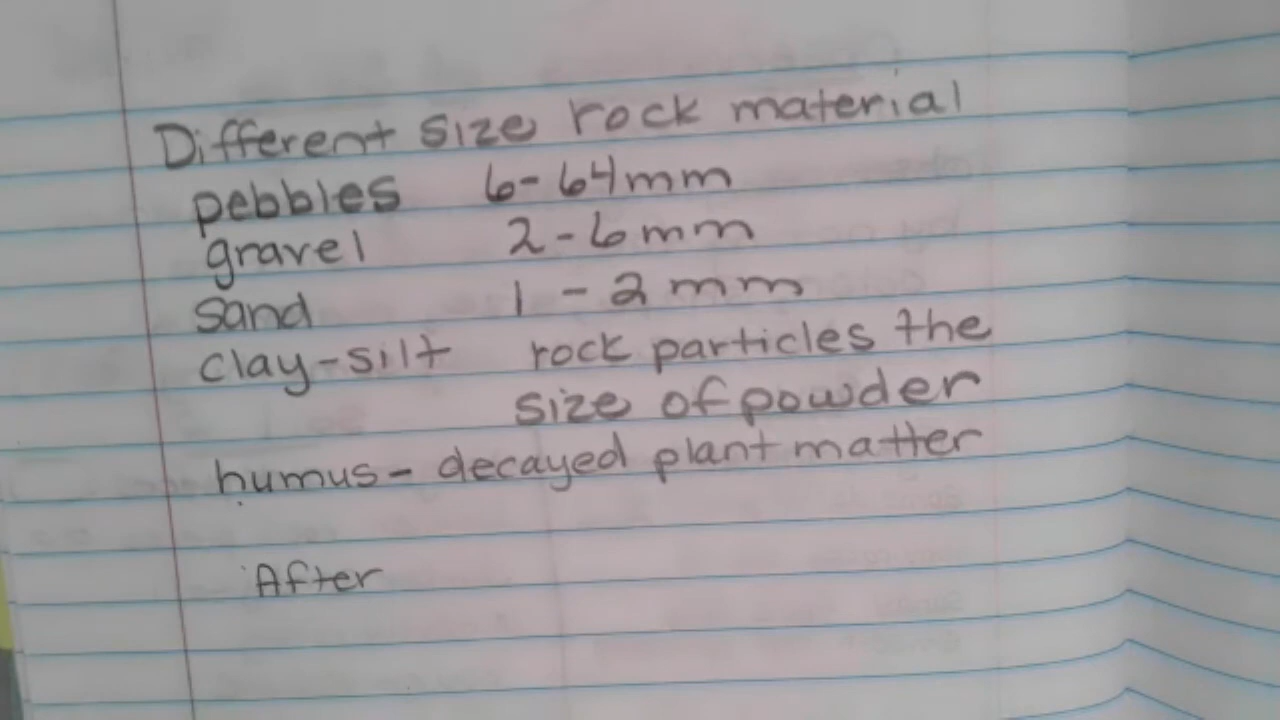 Different size rock material
pebbles 6-64mm
gravel 2-6mm
sand 1-2mm
clay-silt rock particles the
size of powder
humus- decayed plant matter
After